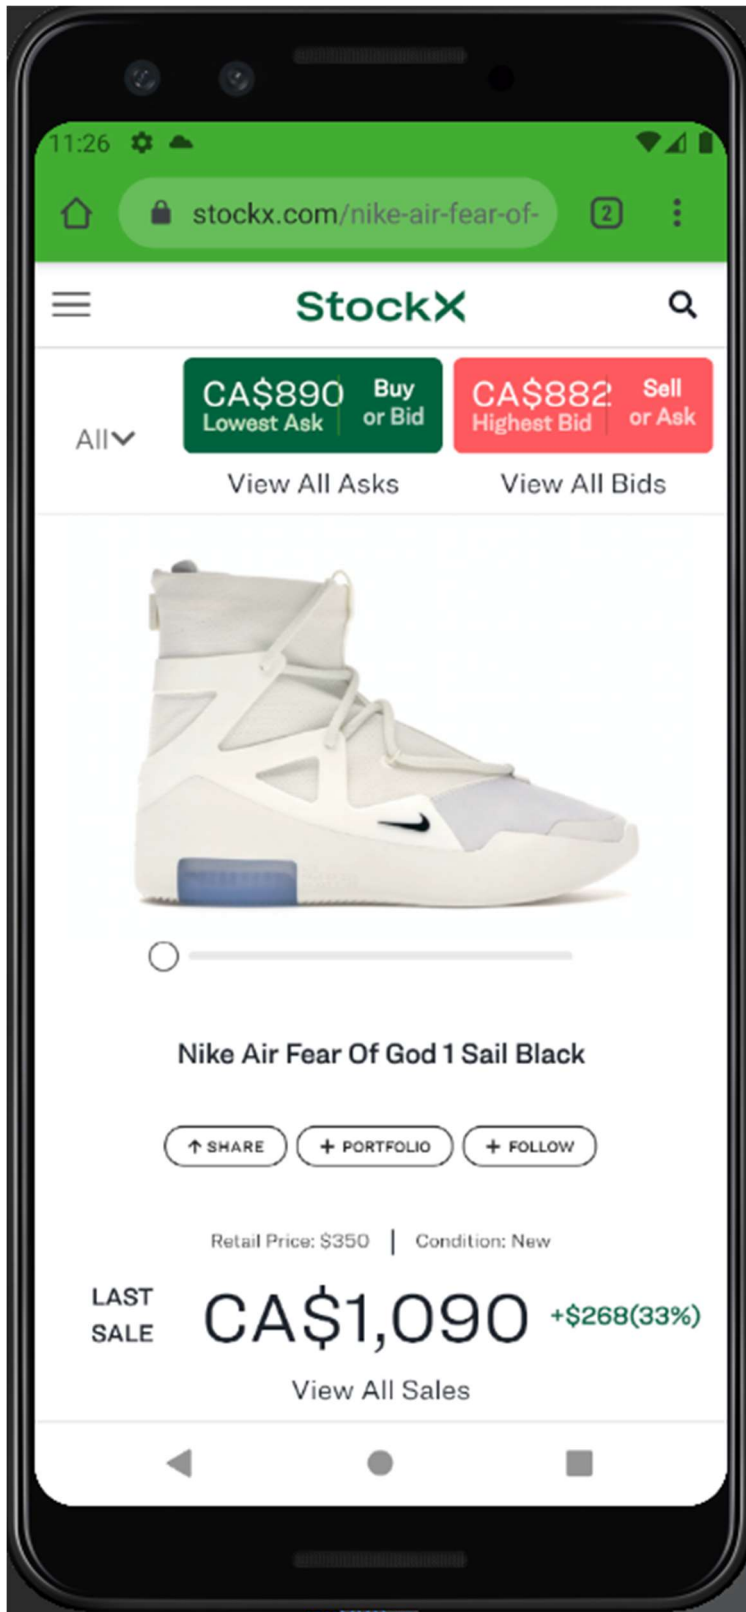 11:26
stockx.com/nike-air-fear-of-
2
StockX
All
CA$890
Lowest Ask
Buy
or Bid
CA$882
Highest Bid
Sell
or Ask
View All Asks
View All Bids
Nike Air Fear Of God 1 Sail Black
SHARE
+ PORTFOLIO
+ FOLLOW
Retail Price: $350 | Condition: New
LAST
SALE
CA$1,090
+$268(33%)
View All Sales